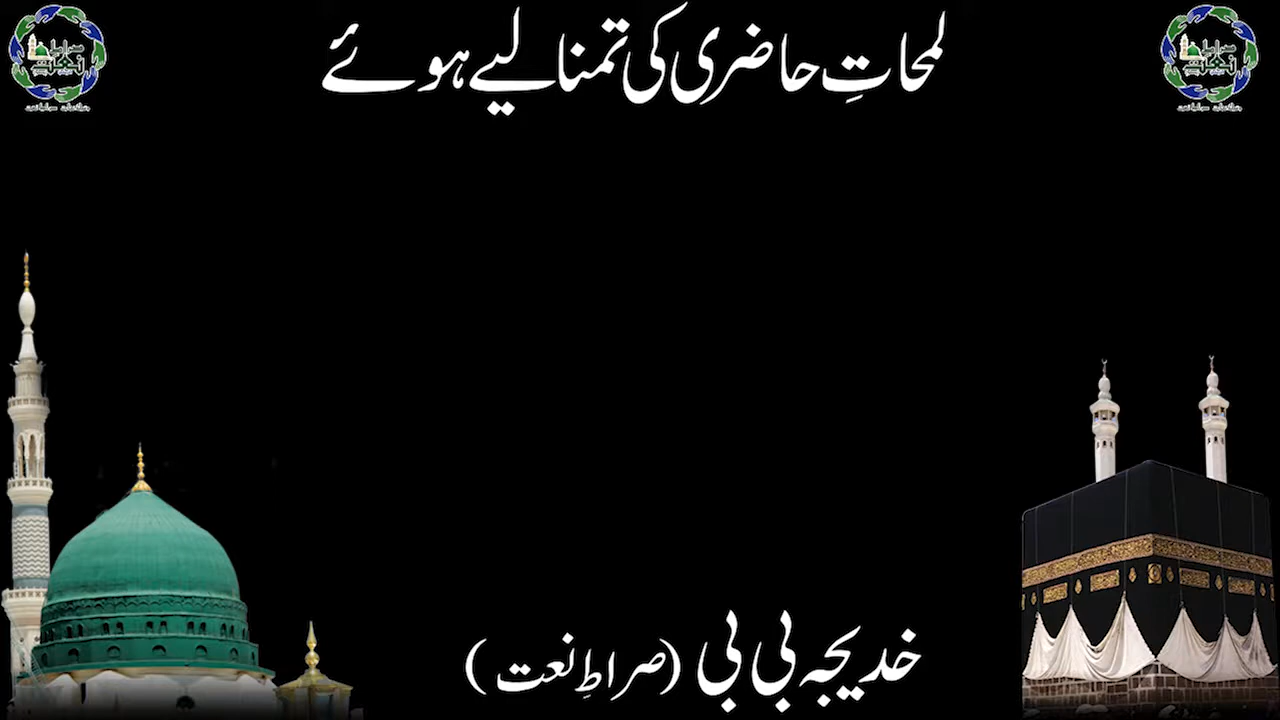 لمحاتِ حاضری کی تمنا لیے ہوئے
خدیجہ بی بی (صراطِ نعت)